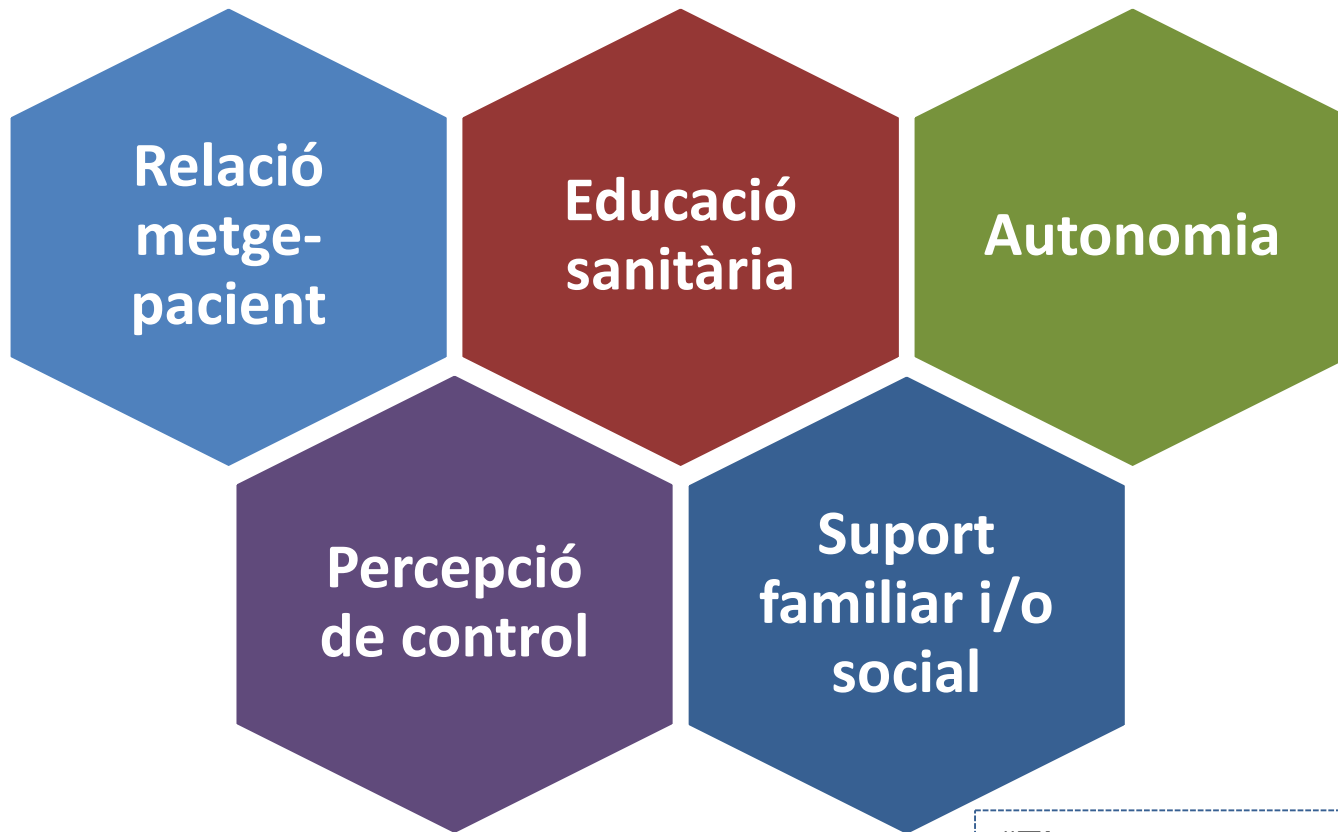 Relació
metge-
pacient
Educació
sanitària
Autonomia
Percepció
de control
Suport
familiar i/o
social